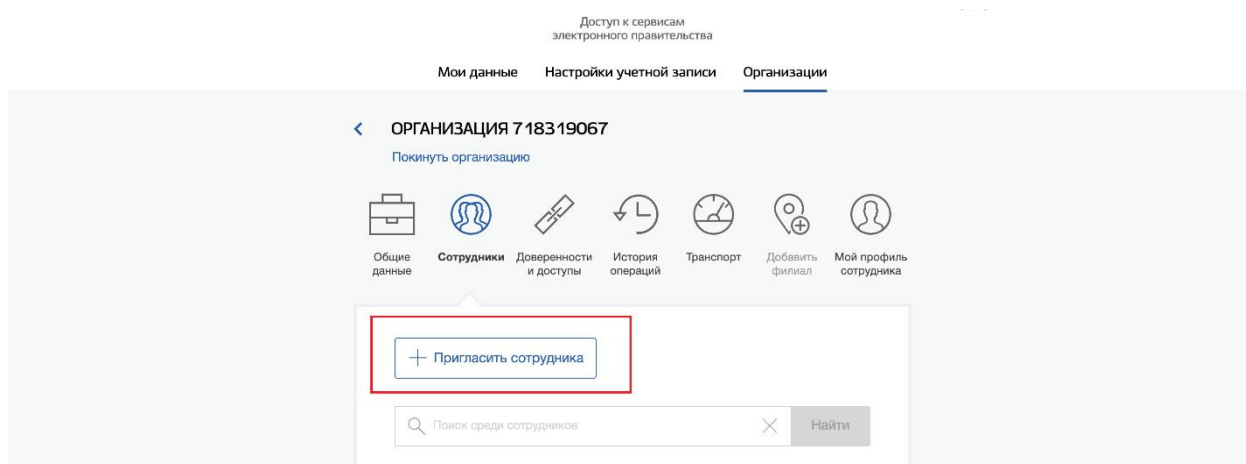 Доступ к сервисам
электронного правительства
Мои данные Настройки учетной записи Организации
ОРГАНИЗАЦИЯ 718319067
Покинуть организацию
Общие данные
Сотрудники
Доверенности и доступы
История операций
Транспорт
Добавить филиал
Мой профиль сотрудника
Пригласить сотрудника
Поиск среди сотрудников
Найти